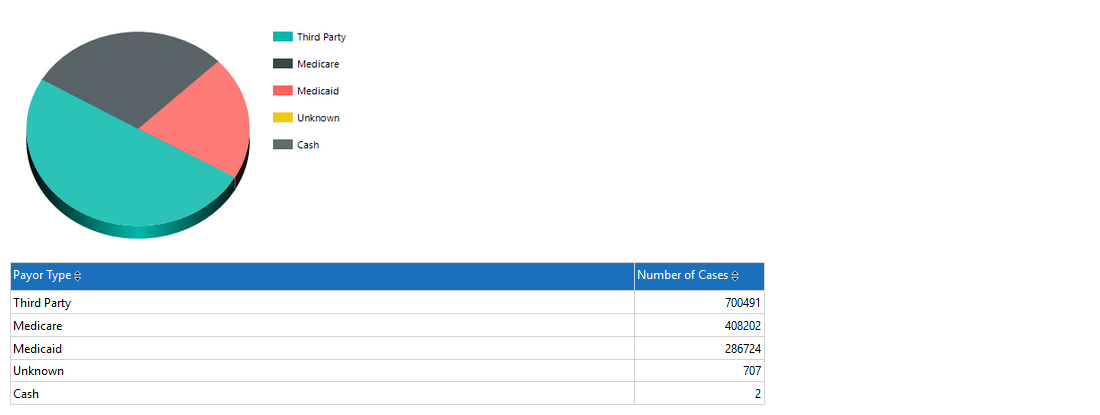 Third Party
Medicare
Medicaid
Unknown
Cash
Payor Type Number of Cases
Third Party 700491
Medicare 408202
Medicaid 286724
Unknown 707
Cash 2